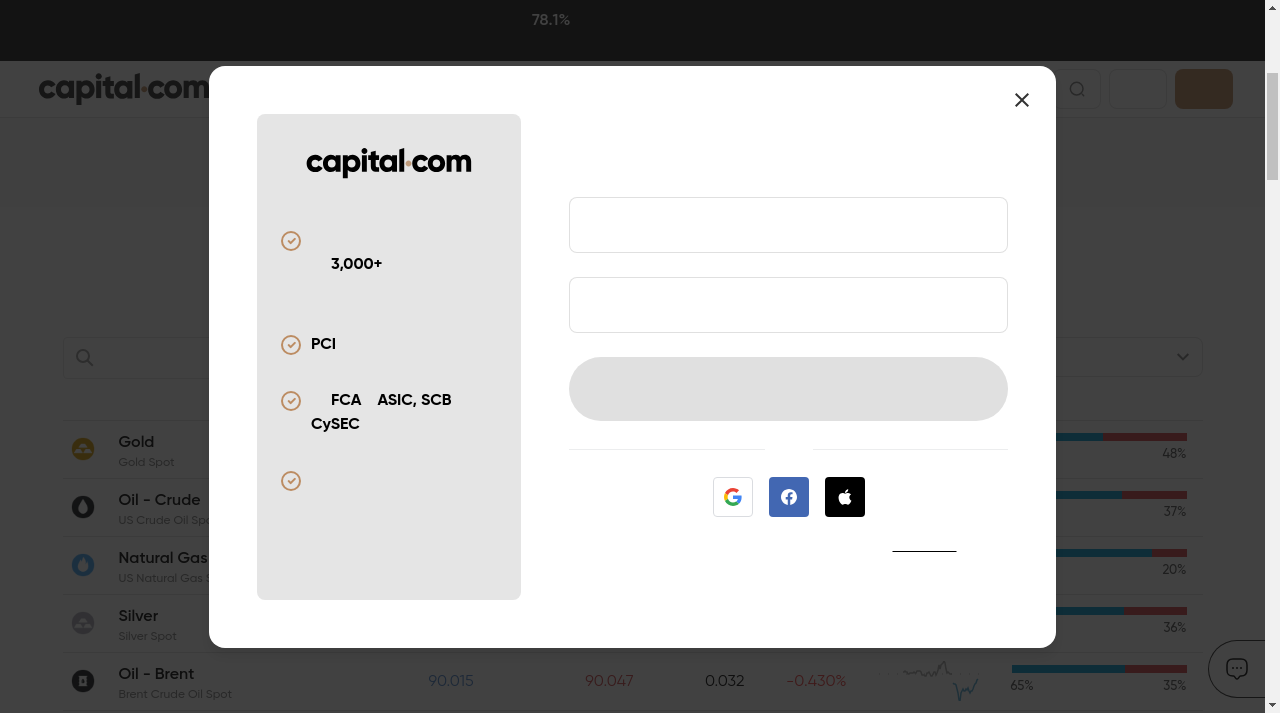 78.1%
capital.com
capital.com
3,000+
PCI
FCA ASIC, SCB
CySEC
Gold
Gold Spot
48%
Oil - Crude
US Crude Oil Spo
37%
Natural Gas
US Natural Gas S
20%
Silver
Silver Spot
36%
Oil - Brent
Brent Crude Oil Spot
90.015
90.047
0.032
-0.430%
65%
35%